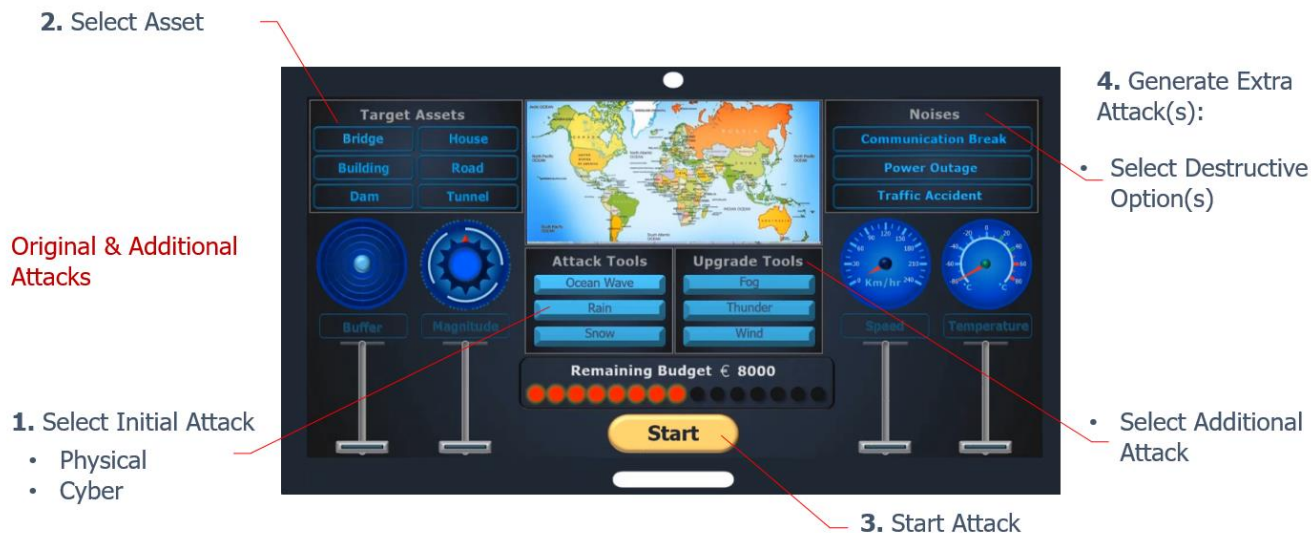 2. Select Asset
4. Generate Extra
Attack(s):
• Select Destructive
Option(s)
Original & Additional
Attacks
1. Select Initial Attack
• Physical
• Cyber
• Select Additional
Attack
3. Start Attack
Target Assets
Bridge
House
Building
Road
Dam
Tunnel
Noises
Communication Break
Power Outage
Traffic Accident
Attack Tools
Ocean Wave
Rain
Snow
Upgrade Tools
Fog
Thunder
Wind
Buffer
Magnitude
Km/hr
Speed
°C
°C
Temperature
Remaining Budget € 8000
Start